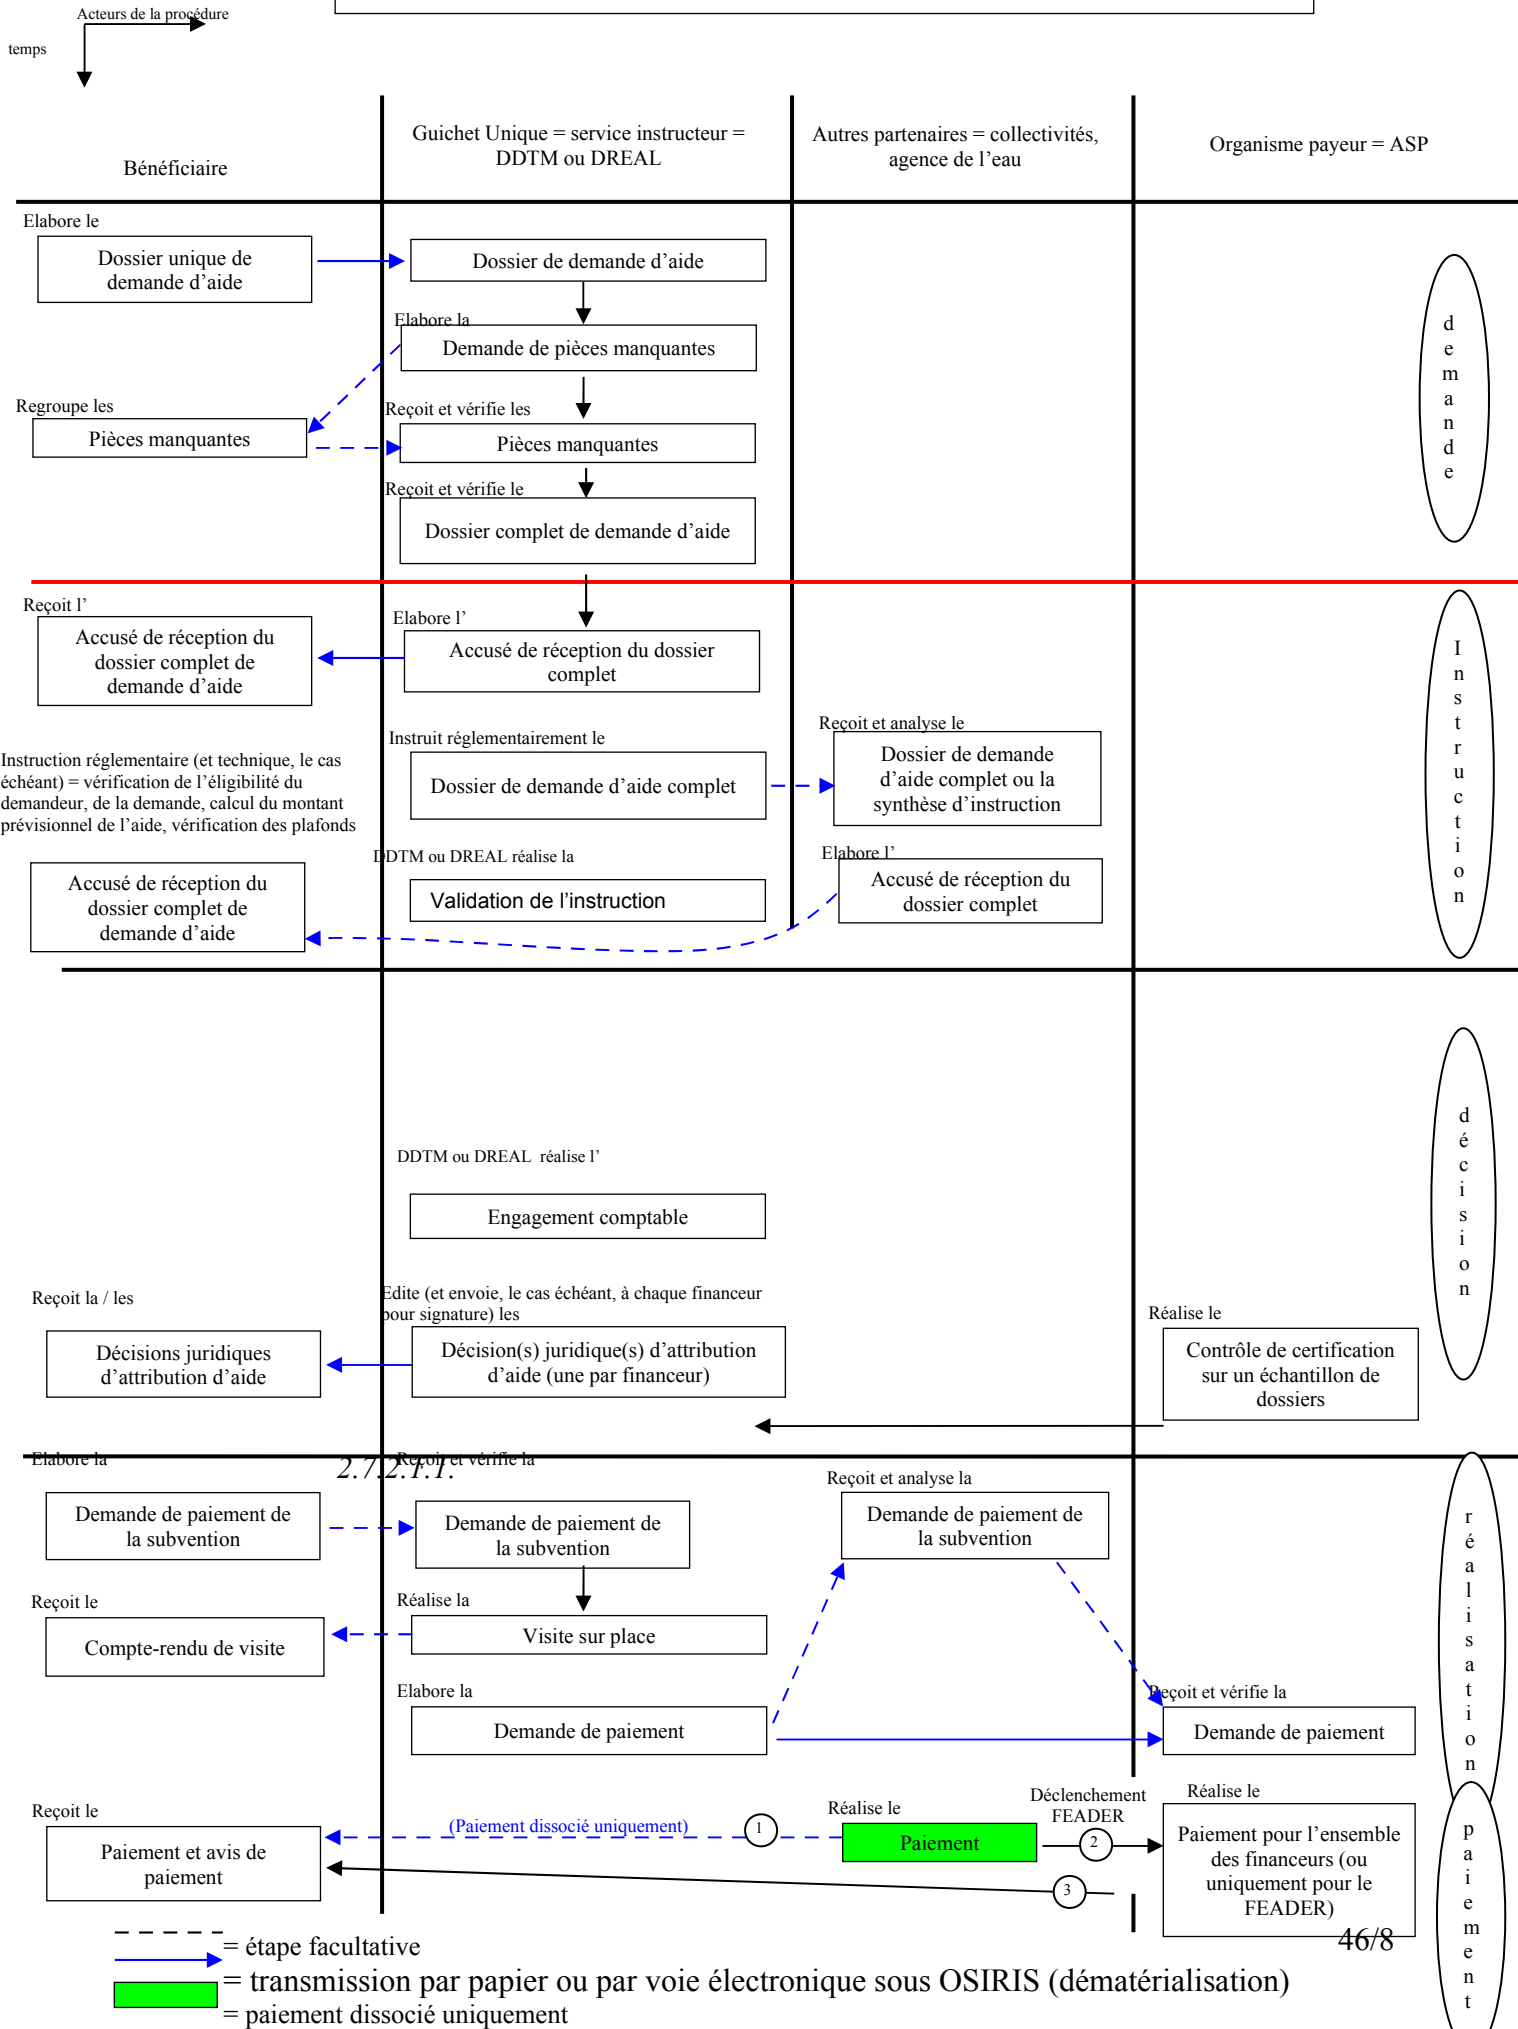 Acteurs de la procédure
temps
Bénéficiaire
Guichet Unique = service instructeur =
DDTM ou DREAL
Autres partenaires = collectivités,
agence de l’eau
Organisme payeur = ASP
Elabore le
Dossier unique de
demande d’aide
Dossier de demande d’aide
Elabore la
Demande de pièces manquantes
Regroupe les
Pièces manquantes
Reçoit et vérifie les
Pièces manquantes
Reçoit et vérifie le
Dossier complet de demande d’aide
d
e
m
a
n
d
e
Reçoit l’
Accusé de réception du
dossier complet de
demande d’aide
Elabore l’
Accusé de réception du dossier
complet
Instruit réglementairement le
Dossier de demande d’aide complet
Reçoit et analyse le
Dossier de demande
d’aide complet ou la
synthèse d’instruction
Instruction réglementaire (et technique, le cas
échéant) = vérification de l’éligibilité du
demandeur, de la demande, calcul du montant
prévisionnel de l’aide, vérification des plafonds
DDTM ou DREAL réalise la
Validation de l’instruction
Elabore l’
Accusé de réception du
dossier complet
Accusé de réception du
dossier complet de
demande d’aide
I
n
s
t
r
u
c
t
i
o
n
DDTM ou DREAL  réalise l’
Engagement comptable
Reçoit la / les
Décisions juridiques
d’attribution d’aide
Edite (et envoie, le cas échéant, à chaque financeur
pour signature) les
Décision(s) juridique(s) d’attribution
d’aide (une par financeur)
Réalise le
Contrôle de certification
sur un échantillon de
dossiers
d
é
c
i
s
i
o
n
Elabore la
2.7.2.1.1.
Reçoit et vérifie la
Demande de paiement de
la subvention
Demande de paiement de
la subvention
Reçoit et analyse la
Demande de paiement de
la subvention
Reçoit le
Compte-rendu de visite
Réalise la
Visite sur place
Elabore la
Demande de paiement
Reçoit et vérifie la
Demande de paiement
r
é
a
l
i
s
a
t
i
o
n
Reçoit le
Paiement et avis de
paiement
(Paiement dissocié uniquement)
1
Réalise le
Paiement
Déclenchement
FEADER
2
3
Réalise le
Paiement pour l’ensemble
des financeurs (ou
uniquement pour le
FEADER)
p
a
i
e
m
e
n
t
46/8
= étape facultative
= transmission par papier ou par voie électronique sous OSIRIS (dématérialisation)
= paiement dissocié uniquement